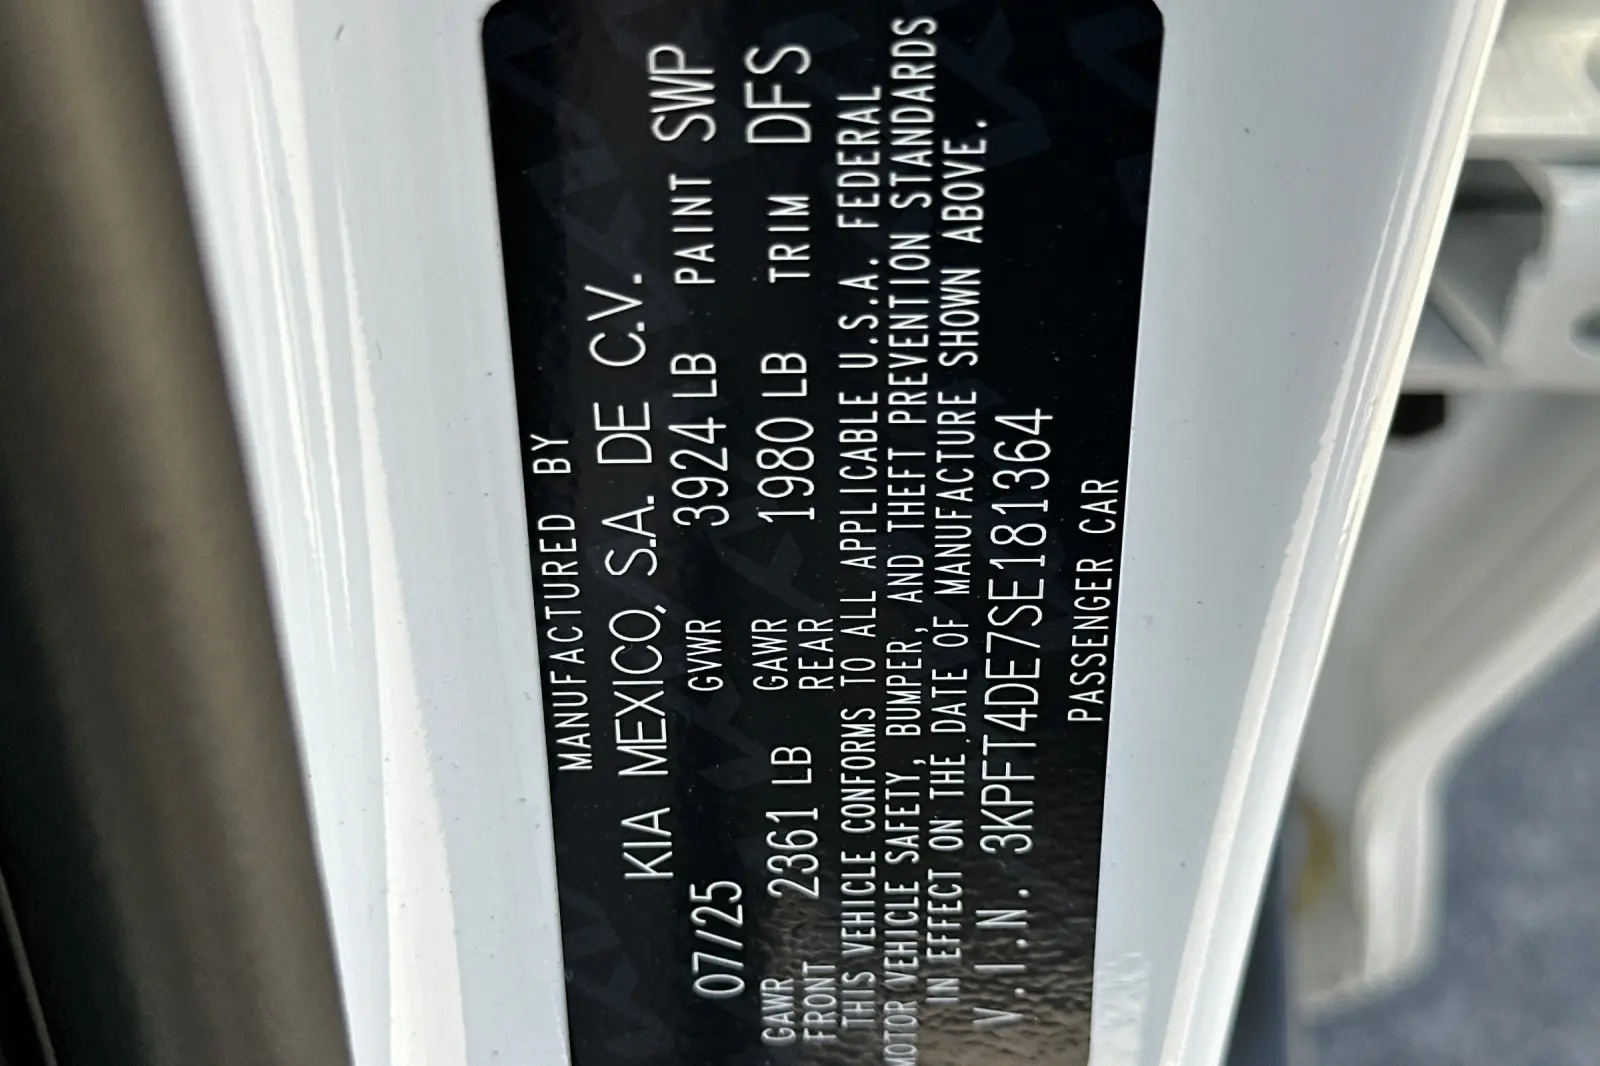 MANUFACTURED BY
KIA MEXICO, S.A. DE C.V.
07/25 GVWR 3924 LB PAINT SWP
GAWR FRONT 2361 LB GAWR REAR 1980 LB TRIM DFS
THIS VEHICLE CONFORMS TO ALL APPLICABLE U.S.A. FEDERAL
MOTOR VEHICLE SAFETY, BUMPER, AND THEFT PREVENTION STANDARDS
IN EFFECT ON THE DATE OF MANUFACTURE SHOWN ABOVE.
V.I.N. 3KPFT4DE7SE181364
PASSENGER CAR